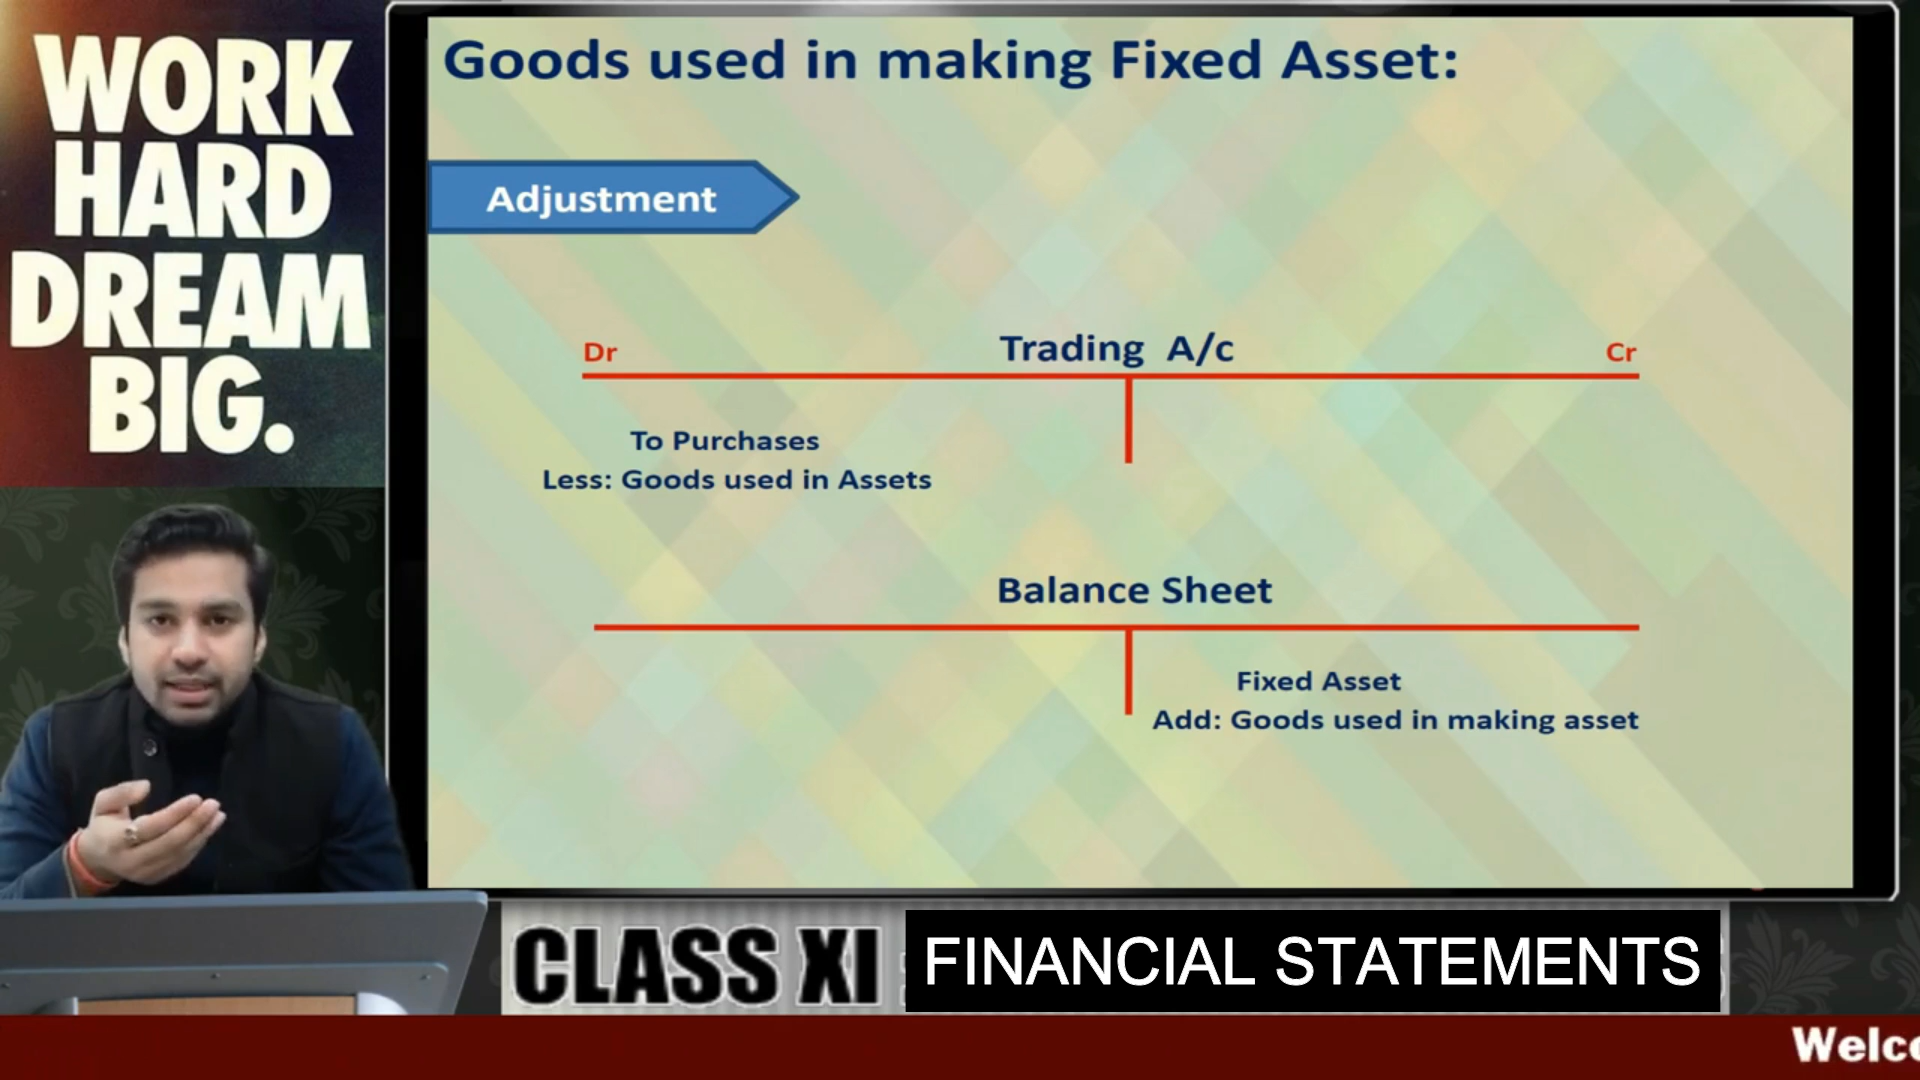 WORK
HARD
DREAM
BIG.
Goods used in making Fixed Asset:
Adjustment
Dr
Trading A/c
Cr
To Purchases
Less: Goods used in Assets
Balance Sheet
Fixed Asset
Add: Goods used in making asset
CLASS XI
FINANCIAL STATEMENTS